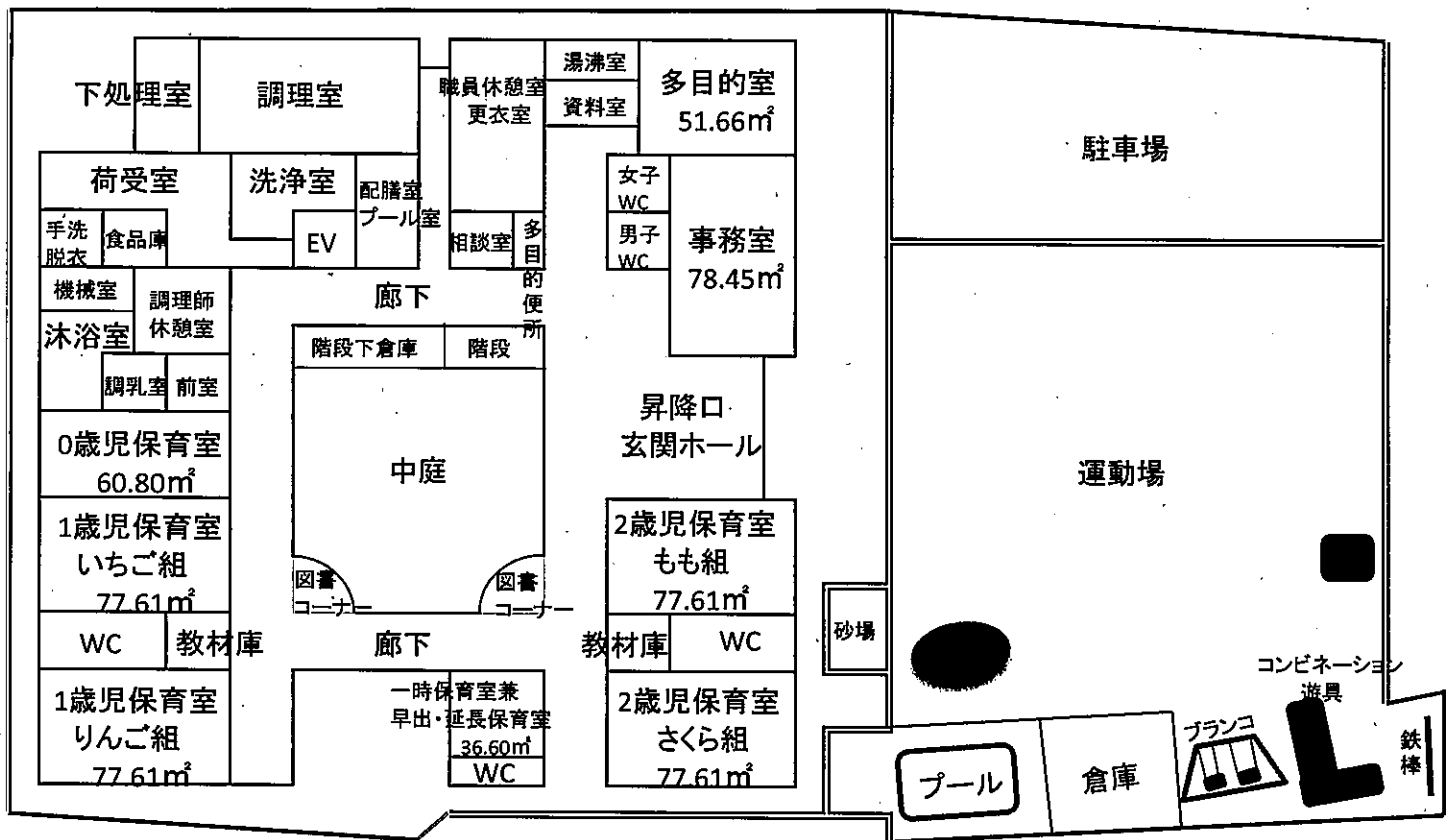 下処理室
調理室
職員休憩室
更衣室
湯沸室
資料室
多目的室
51.66㎡
駐車場
荷受室
洗浄室
配膳室
プール室
女子
WC
手洗
脱衣
食品庫
EV
相談室
多目的便所
男子
WC
事務室
78.45㎡
機械室
調理師
休憩室
廊下
沐浴室
階段下倉庫
階段
調乳室
前室
昇降口
玄関ホール
0歳児保育室
60.80㎡
中庭
運動場
1歳児保育室
いちご組
77.61㎡
2歳児保育室
もも組
77.61㎡
図書
コーナー
図書
コーナー
WC
教材庫
廊下
教材庫
WC
砂場
1歳児保育室
りんご組
77.61㎡
一時保育室兼
早出・延長保育室
36.60㎡
WC
2歳児保育室
さくら組
77.61㎡
コンビネーション
遊具
ブランコ
鉄棒
プール
倉庫